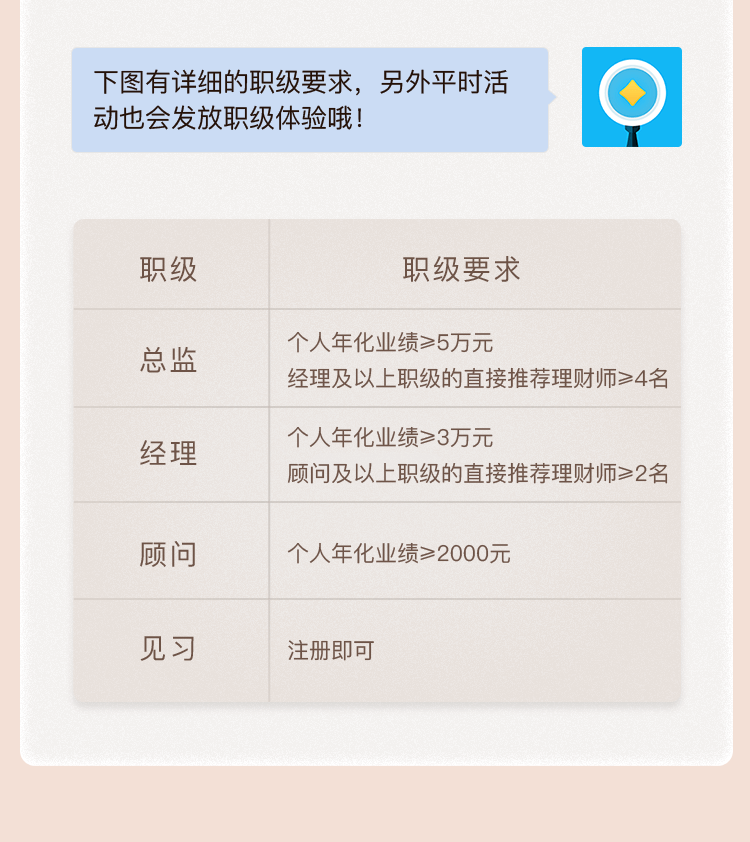 下图有详细的职级要求，另外平时活
动也会发放职级体验哦！
职级 职级要求
总监
个人年化业绩⩾5万元
经理及以上职级的直接推荐理财师⩾4名
经理
个人年化业绩⩾3万元
顾问及以上职级的直接推荐理财师⩾2名
顾问 个人年化业绩⩾2000元
见习 注册即可